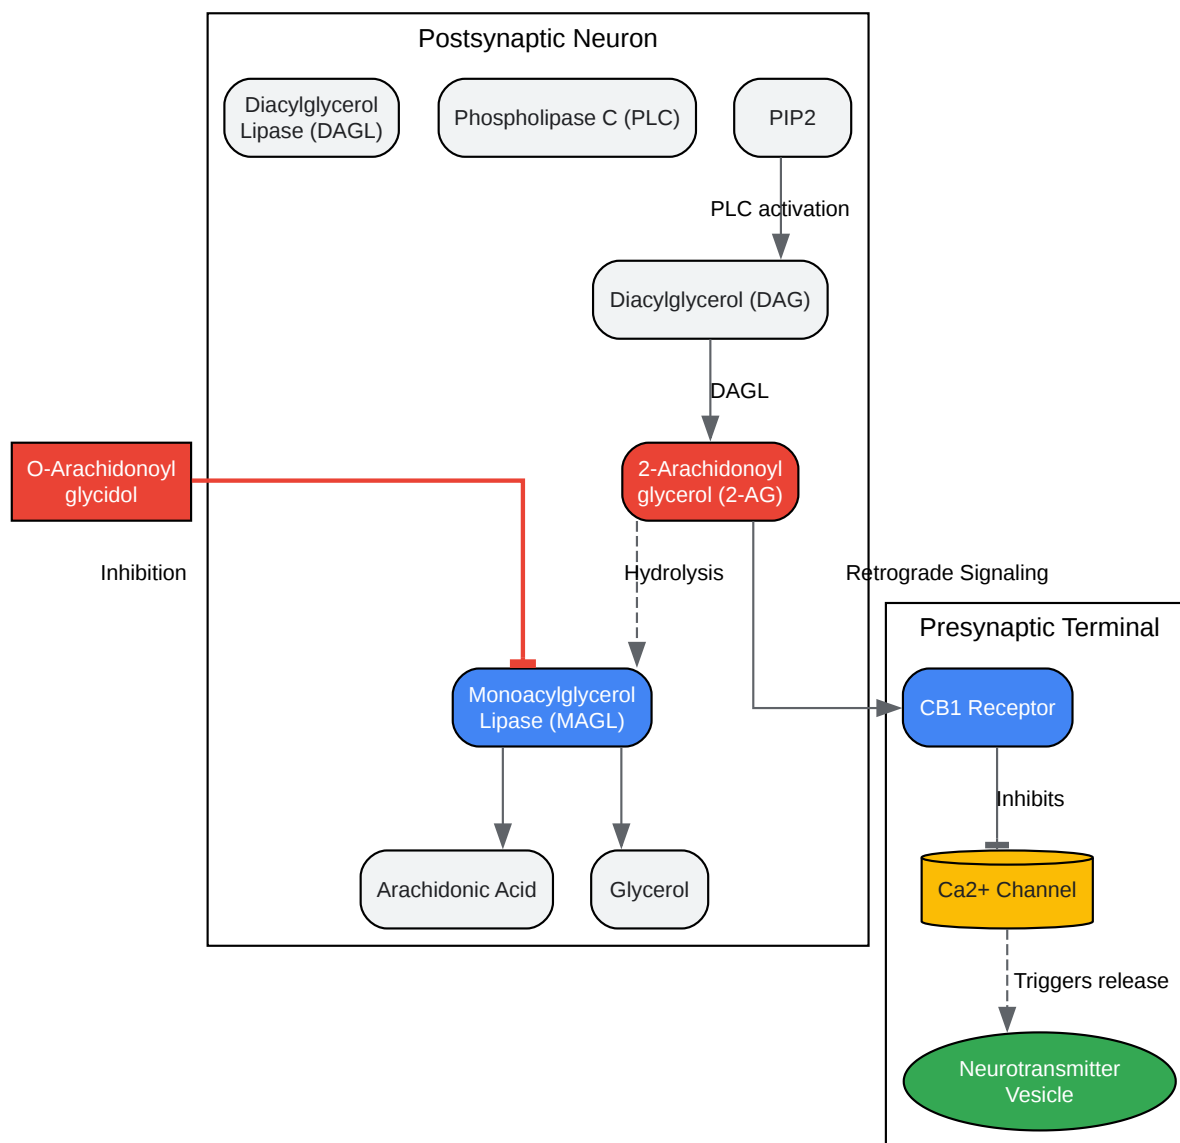 Postsynaptic Neuron
Diacylglycerol
Lipase (DAGL)
Phospholipase C (PLC)
PIP2
PLC activation
Diacylglycerol (DAG)
DAGL
O-Arachidonoyl
glycidol
2-Arachidonoyl
glycerol (2-AG)
Inhibition
Hydrolysis
Retrograde Signaling
Presynaptic Terminal
Monoacylglycerol
Lipase (MAGL)
CB1 Receptor
Inhibits
Arachidonic Acid
Glycerol
Ca2+ Channel
Triggers release
Neurotransmitter
Vesicle